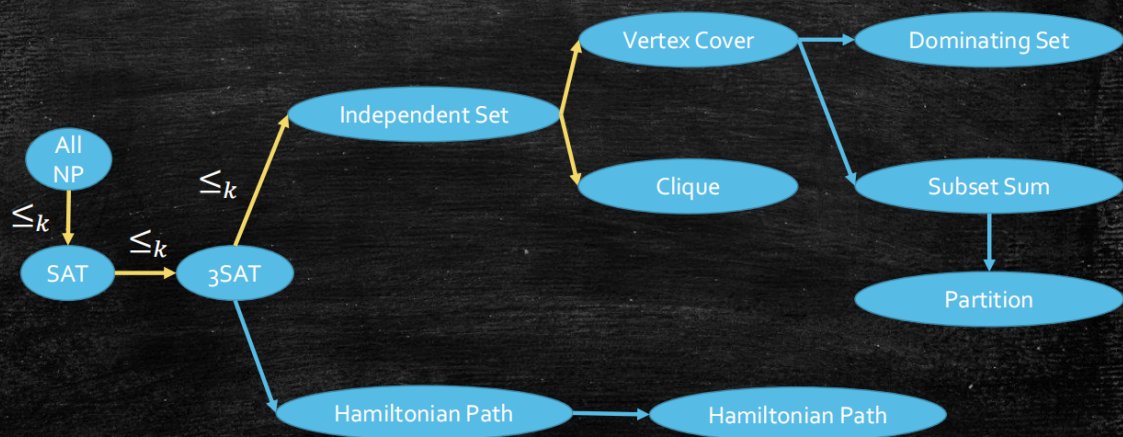 Vertex Cover
Dominating Set
Independent Set
All
NP
≤k
Clique
Subset Sum
≤k
≤k
SAT
3SAT
Partition
Hamiltonian Path
Hamiltonian Path